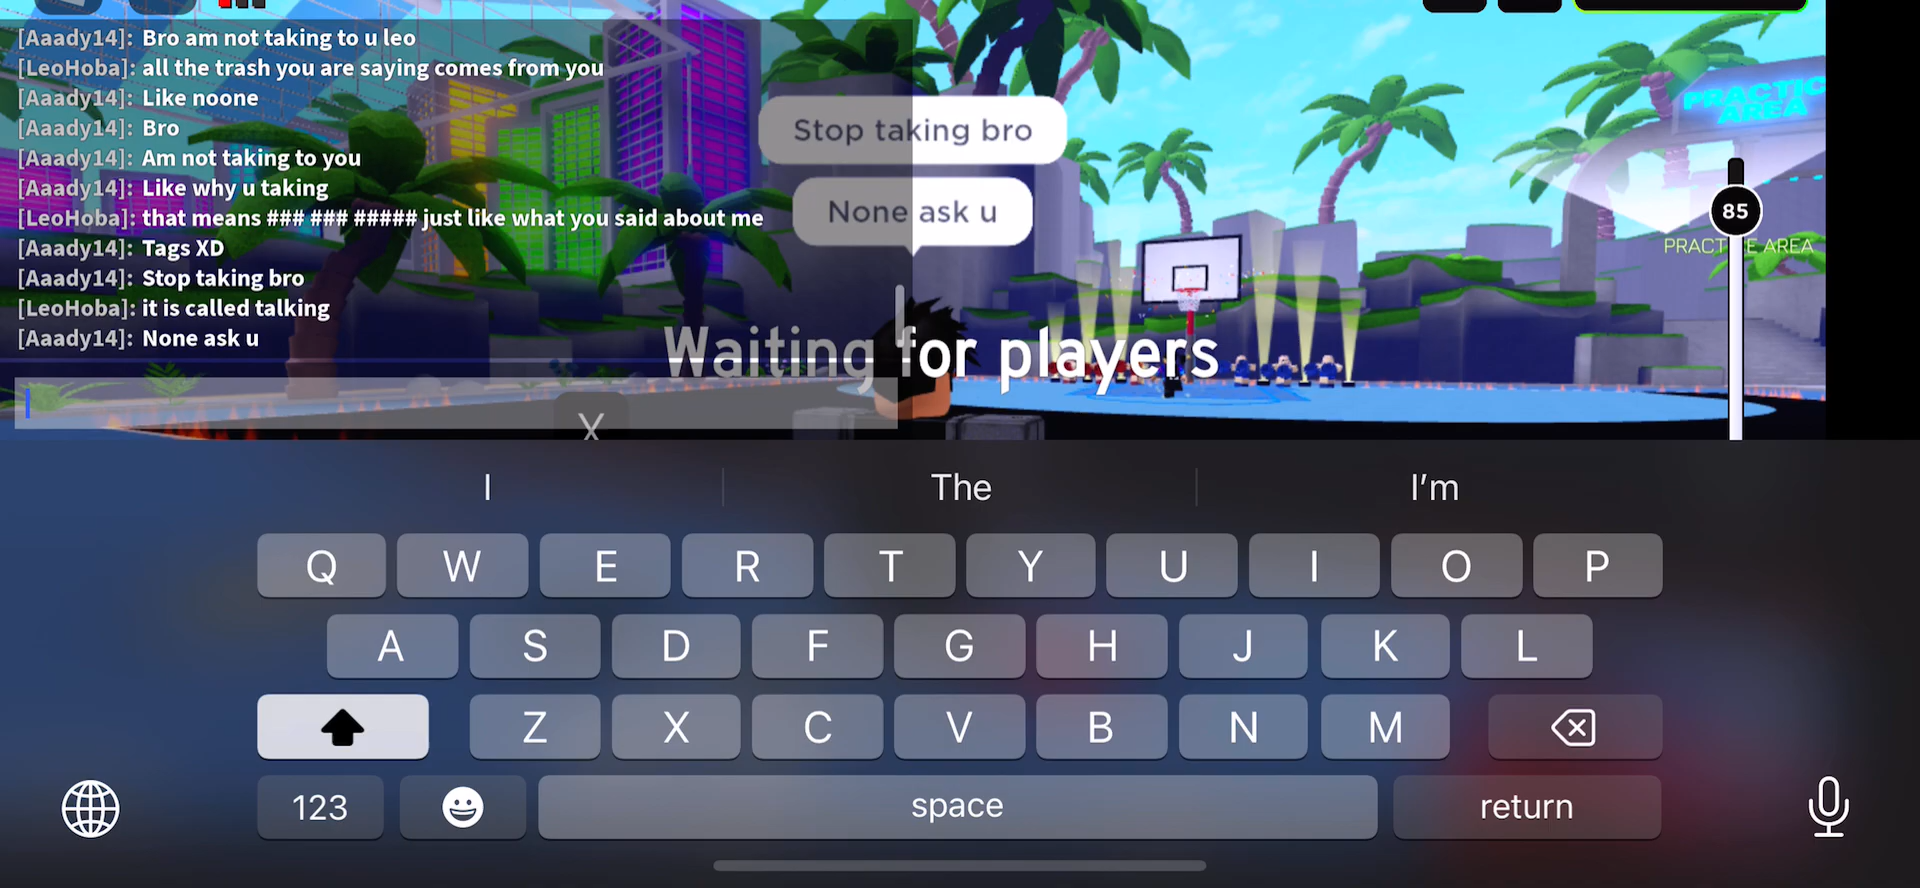 [Aaady14]: Bro am not taking to u leo
[LeoHoba]: all the trash you are saying comes from you
[Aaady14]: Like noone
[Aaady14]: Bro
[Aaady14]: Am not taking to you
[Aaady14]: Like why u taking
[LeoHoba]: that means ### ### ##### just like what you said about me
[Aaady14]: Tags XD
[Aaady14]: Stop taking bro
[LeoHoba]: it is called talking
[Aaady14]: None ask u
Stop taking bro
None ask u
PRACTIC
AREA
85
PRACT E AREA
Waiting for players
X
I The I'm
Q W E R T Y U I O P
A S D F G H J K L
Z X C V B N M
123 space return